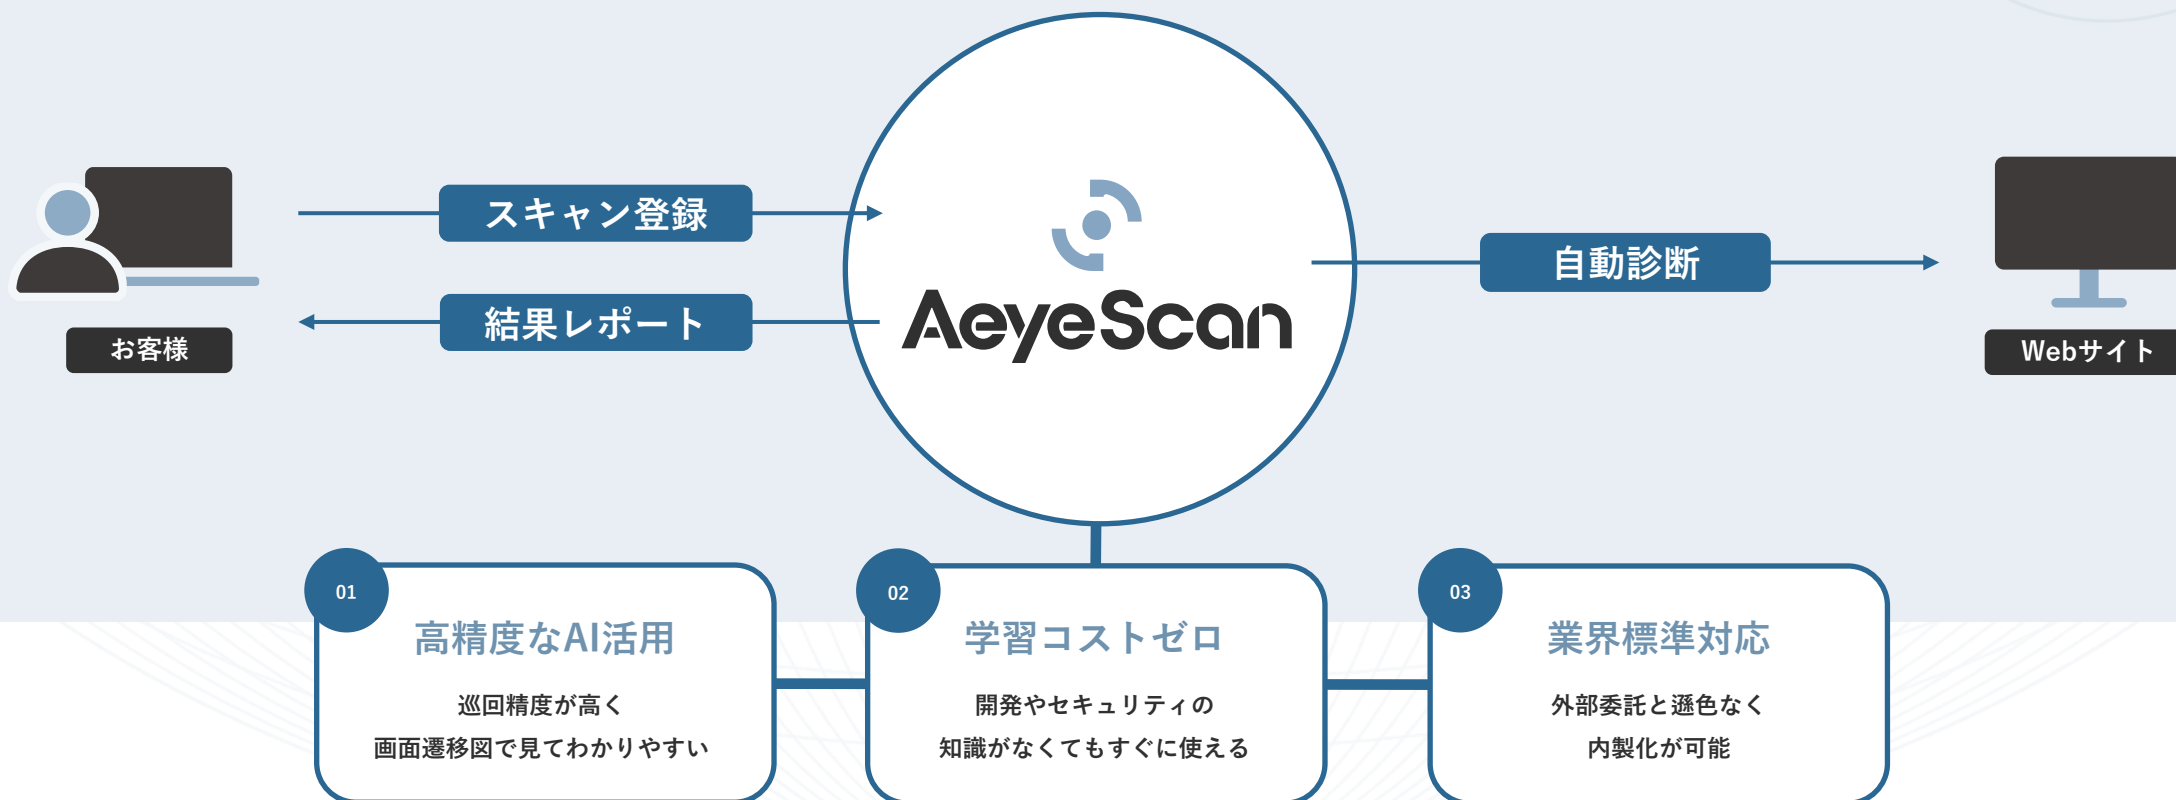 スキャン登録
結果レポート
お客様
AeyeScan
自動診断
Webサイト
01
高精度なAI活用
巡回精度が高く
画面遷移図で見てわかりやすい
02
学習コストゼロ
開発やセキュリティの
知識がなくてもすぐに使える
03
業界標準対応
外部委託と遜色なく
内製化が可能